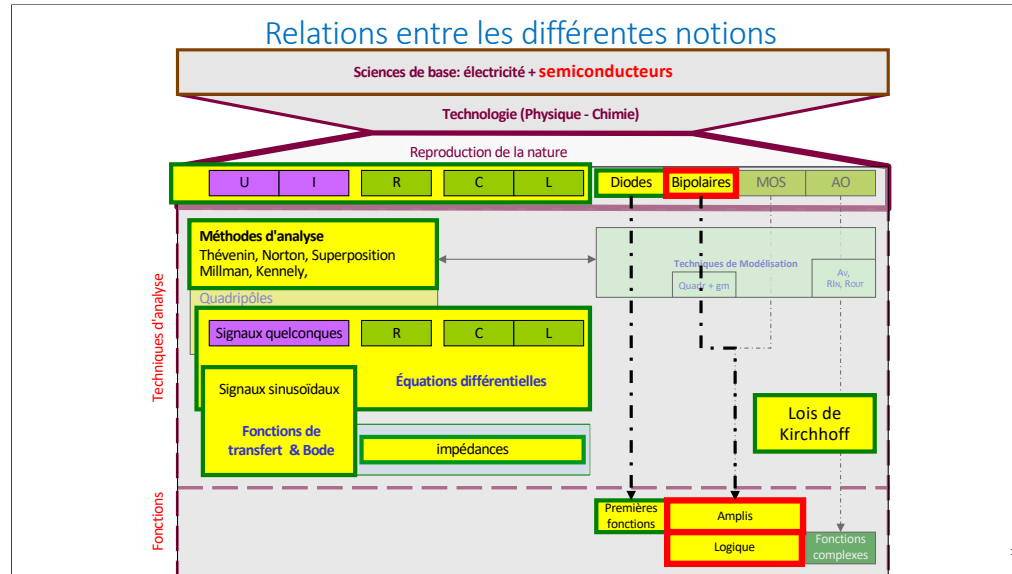 Relations entre les différentes notions
Sciences de base: électricité + semiconducteurs
Technologie (Physique - Chimie)
Reproduction de la nature
U I R C L Diodes Bipolaires MOS AO
Techniques d'analyse
Méthodes d'analyse
Thévenin, Norton, Superposition
Millman, Kennely,
Techniques de Modélisation
Quadr + gm
Av,
RIN, ROUT
Quadripôles
Signaux quelconques R C L
Équations différentielles
Signaux sinusoïdaux
Fonctions de
transfert & Bode
impédances
Lois de
Kirchhoff
Fonctions
Premières
fonctions
Amplis
Logique
Fonctions
complexes